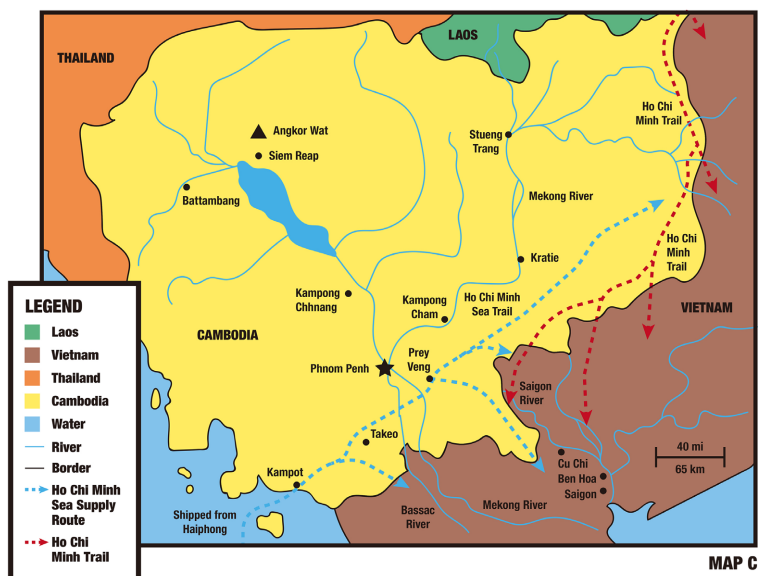 THAILAND
LAOS
Angkor Wat
Siem Reap
Battambang
Stueng
Trang
Ho Chi
Minh Trail
Mekong River
Kratie
Ho Chi
Minh
Trail
Kampong
Chhnang
Kampong
Cham
Ho Chi Minh
Sea Trail
VIETNAM
CAMBODIA
Phnom Penh
Prey
Veng
Saigon
River
Takeo
40 mi
65 km
Cu Chi
Ben Hoa
Saigon
Kampot
Shipped from
Haiphong
Bassac
River
Mekong River
LEGEND
Laos
Vietnam
Thailand
Cambodia
Water
River
Border
Ho Chi Minh
Sea Supply
Route
Ho Chi
Minh Trail
MAP C